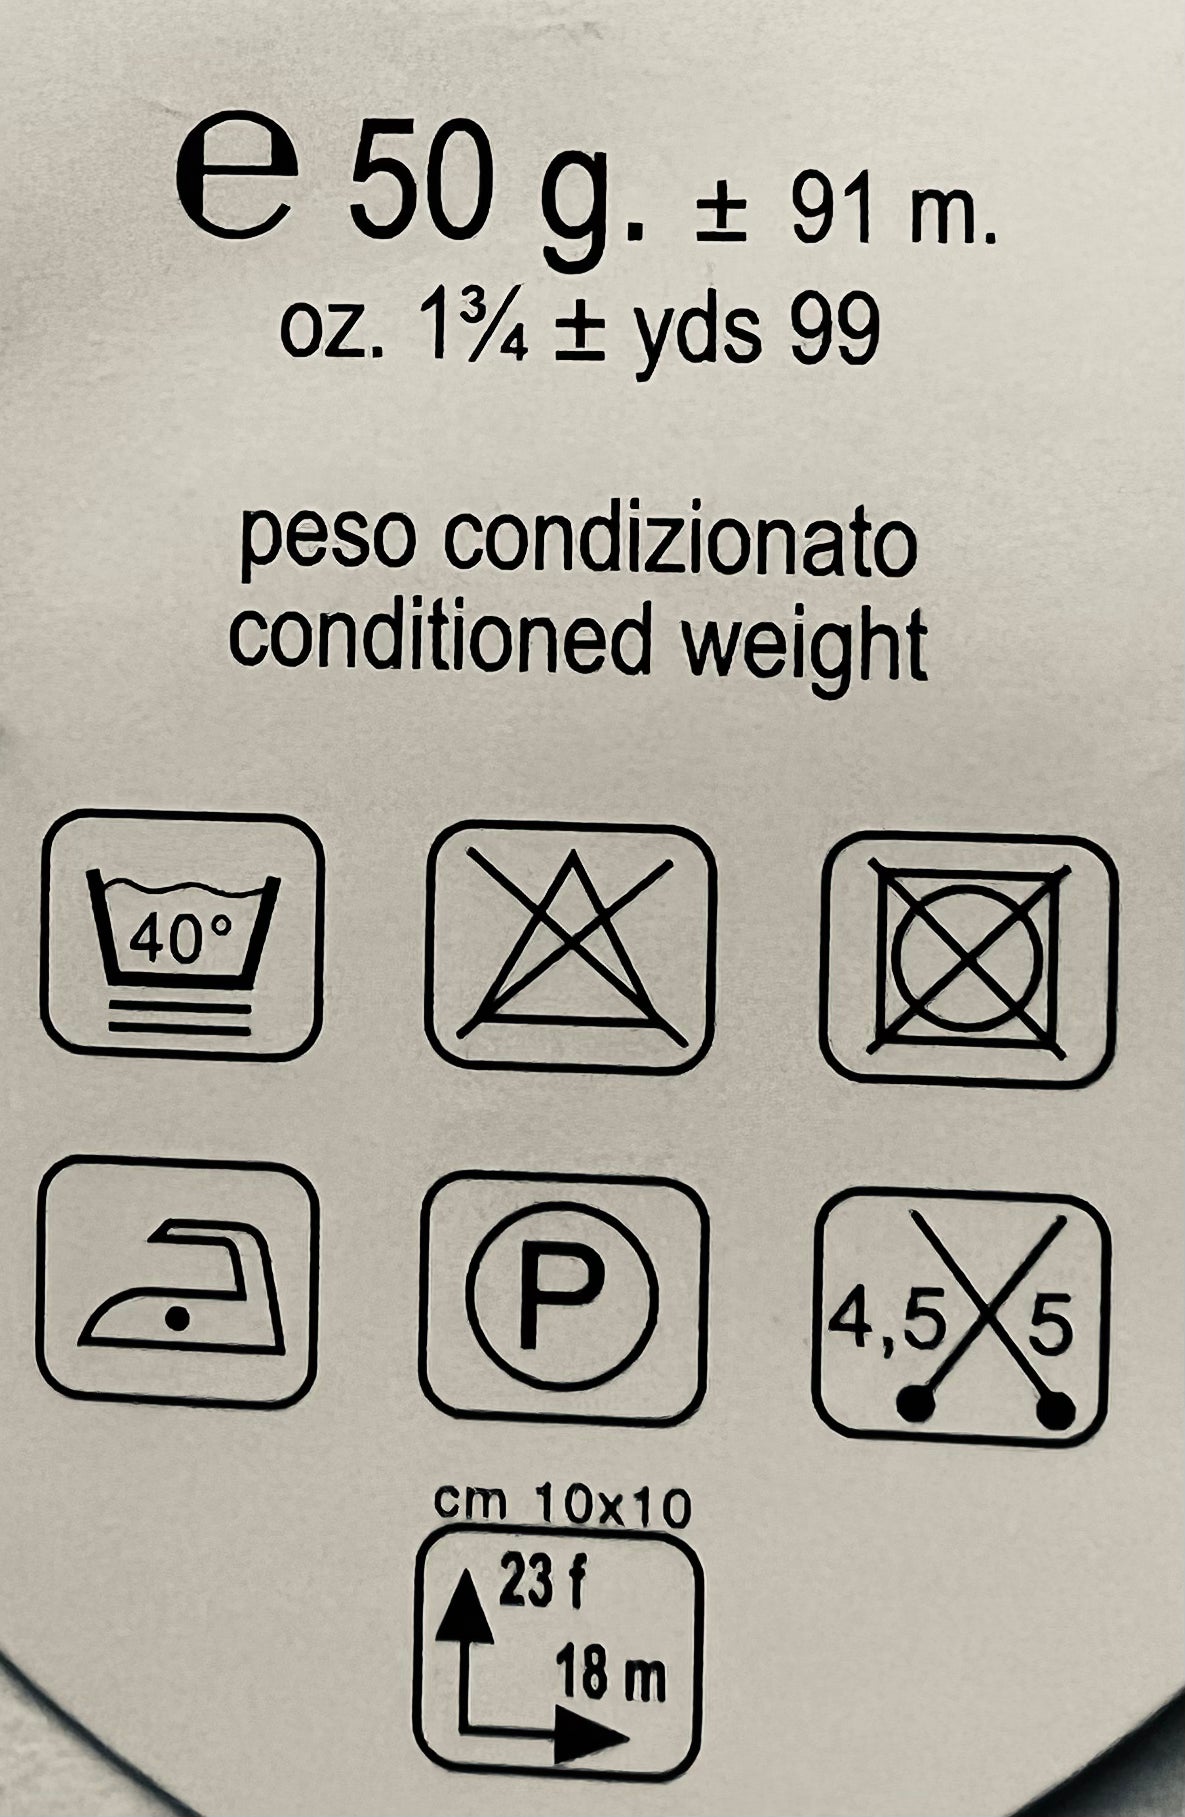 ℮ 50 g. ± 91 m.
oz. 1¾ ± yds 99
peso condizionato
conditioned weight
40°
P
4,5 5
cm 10x10
23 f
18 m